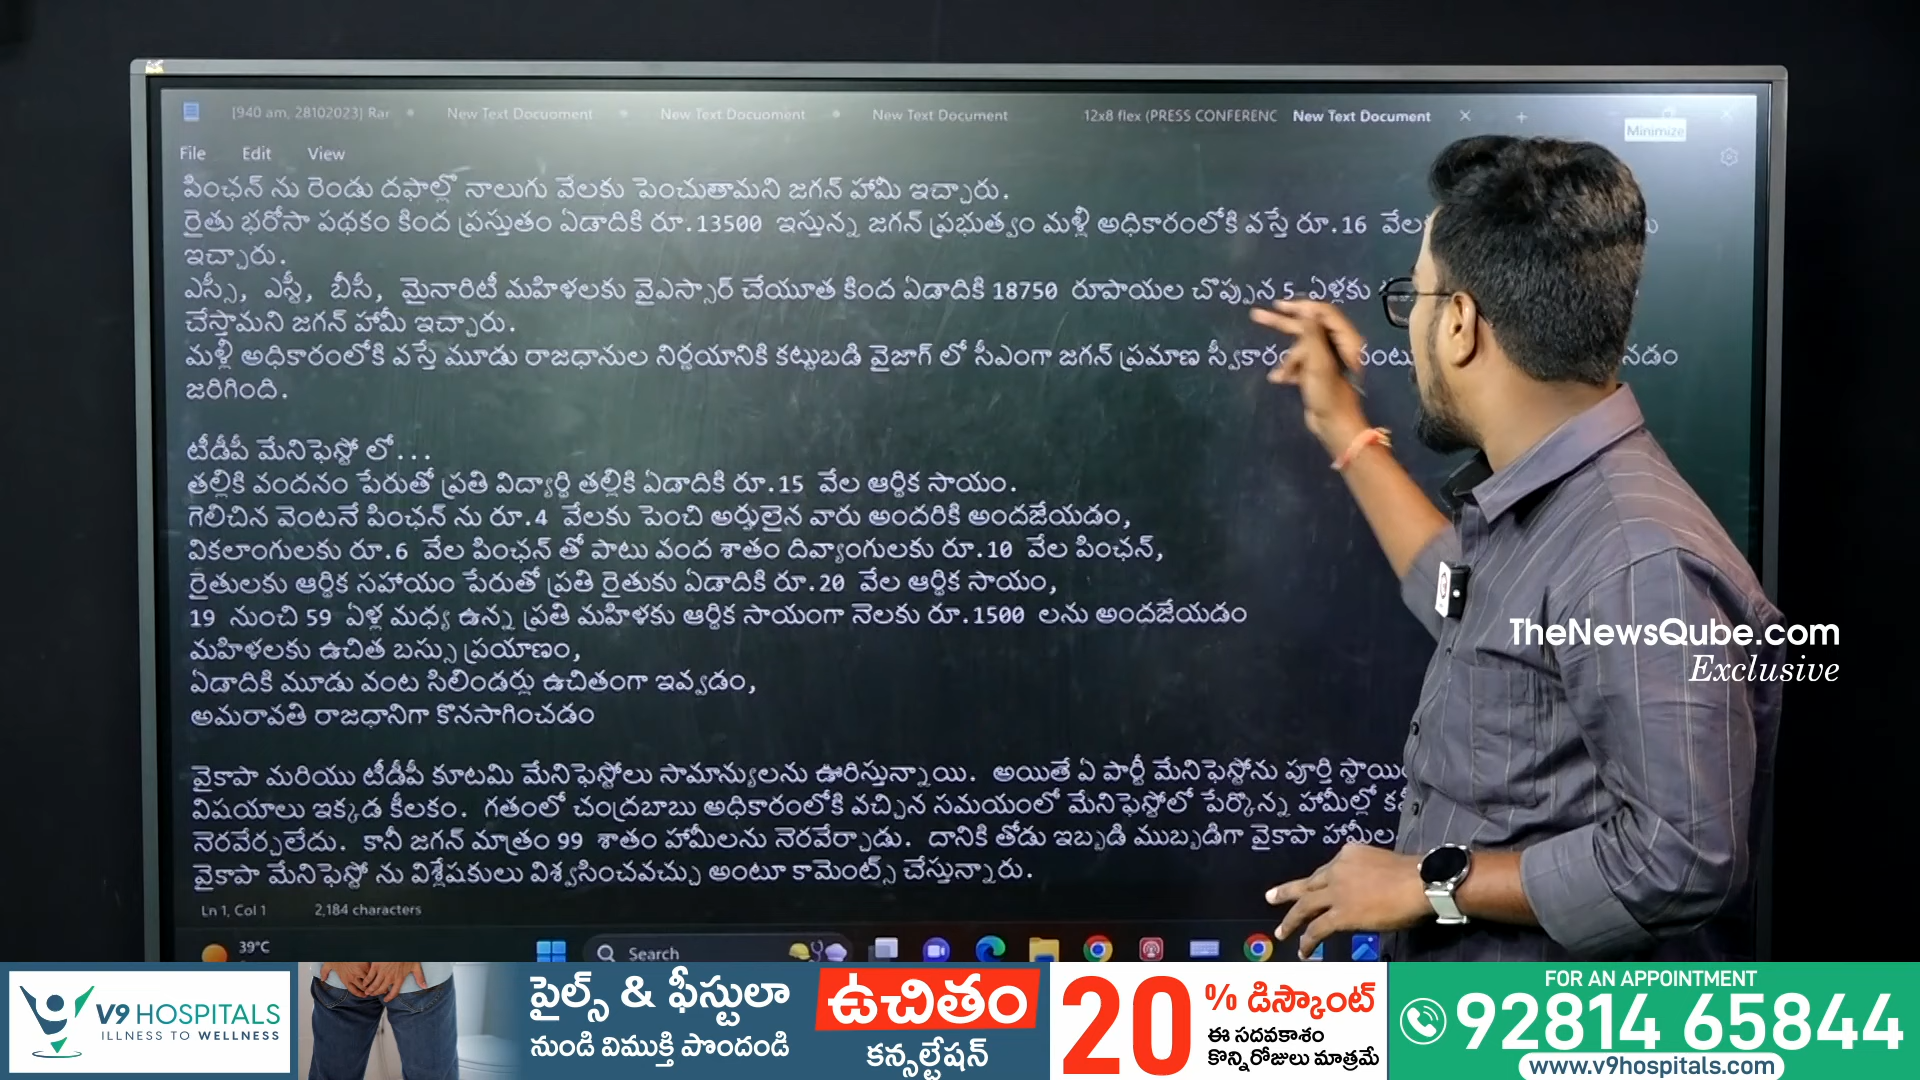 [940 am, 28102023] Rar
New Text Document
New Text Document
New Text Document
12x8 flex (PRESS CONFERENC
New Text Document
Minimize
File Edit View
పింఛన్ ను రెండు దఫాల్లో నాలుగు వేలకు పెంచుతామని జగన్ హామీ ఇచ్చారు.
రైతు భరోసా పథకం కింద ప్రస్తుతం ఏడాదికి రూ.13500 ఇస్తున్న జగన్ ప్రభుత్వం మళ్లీ అధికారంలోకి వస్తే రూ.16
ఇచ్చారు.
ఎస్సీ, ఎస్టీ, బీసీ, మైనారిటీ మహిళలకు వైఎస్సార్ చేయూత కింద ఏడాదికి 18750 రూపాయల చొప్పున 5 ఏళ్లకు
చేస్తామని జగన్ హామీ ఇచ్చారు.
మళ్లీ అధికారంలోకి వస్తే మూడు రాజధానుల నిర్ణయానికి కట్టుబడి వైజాగ్ లో సీఎంగా జగన్ ప్రమాణ
జరిగింది.
టీడీపీ మేనిఫెస్టో లో...
తల్లికి వందనం పేరుతో ప్రతి విద్యార్థి తల్లికి ఏడాదికి రూ.15 వేల ఆర్థిక సాయం.
గెలిచిన వెంటనే పింఛన్ ను రూ.4 వేలకు పెంచి అర్హులైన వారు అందరికి అందజేయడం,
వికలాంగులకు రూ.6 వేల పింఛన్ తో పాటు వంద శాతం దివ్యాంగులకు రూ.10 వేల పింఛన్,
రైతులకు ఆర్థిక సహాయం పేరుతో ప్రతి రైతుకు ఏడాదికి రూ.20 వేల ఆర్థిక సాయం,
19 నుంచి 59 ఏళ్ల మధ్య ఉన్న ప్రతి మహిళకు ఆర్థిక సాయంగా నెలకు రూ.1500 లను అందజేయడం
మహిళలకు ఉచిత బస్సు ప్రయాణం,
ఏడాదికి మూడు వంట సిలిండర్లు ఉచితంగా ఇవ్వడం,
అమరావతి రాజధానిగా కొనసాగించడం
వైకాపా మరియు టీడీపీ కూటమి మేనిఫెస్టోలు సామాన్యులను ఊరిస్తున్నాయి. అయితే ఏ పార్టీ మేనిఫెస్టోను పూర్తి
విషయాలు ఇక్కడ కీలకం. గతంలో చంద్రబాబు అధికారంలోకి వచ్చిన సమయంలో మేనిఫెస్టోలో పేర్కొన్న హామీల్లో
నెరవేర్చలేదు. కానీ జగన్ మాత్రం 99 శాతం హామీలను నెరవేర్చాడు. దానికి తోడు ఇబ్బడి ముబ్బడిగా వైకాపా
వైకాపా మేనిఫెస్టో ను విశ్లేషకులు విశ్వసించవచ్చు అంటూ కామెంట్స్ చేస్తున్నారు.
Ln 1, Col 1 2,184 characters
39°C
Search
TheNewsQube.com
Exclusive
V9 HOSPITALS
ILLNESS TO WELLNESS
పైల్స్ & ఫిస్టులా
నుండి విముక్తి పొందండి
ఉచితం
కన్సల్టేషన్
20 % డిస్కౌంట్
ఈ సదవకాశం
కొన్నిరోజులు మాత్రమే
FOR AN APPOINTMENT
92814 65844
www.v9hospitals.com